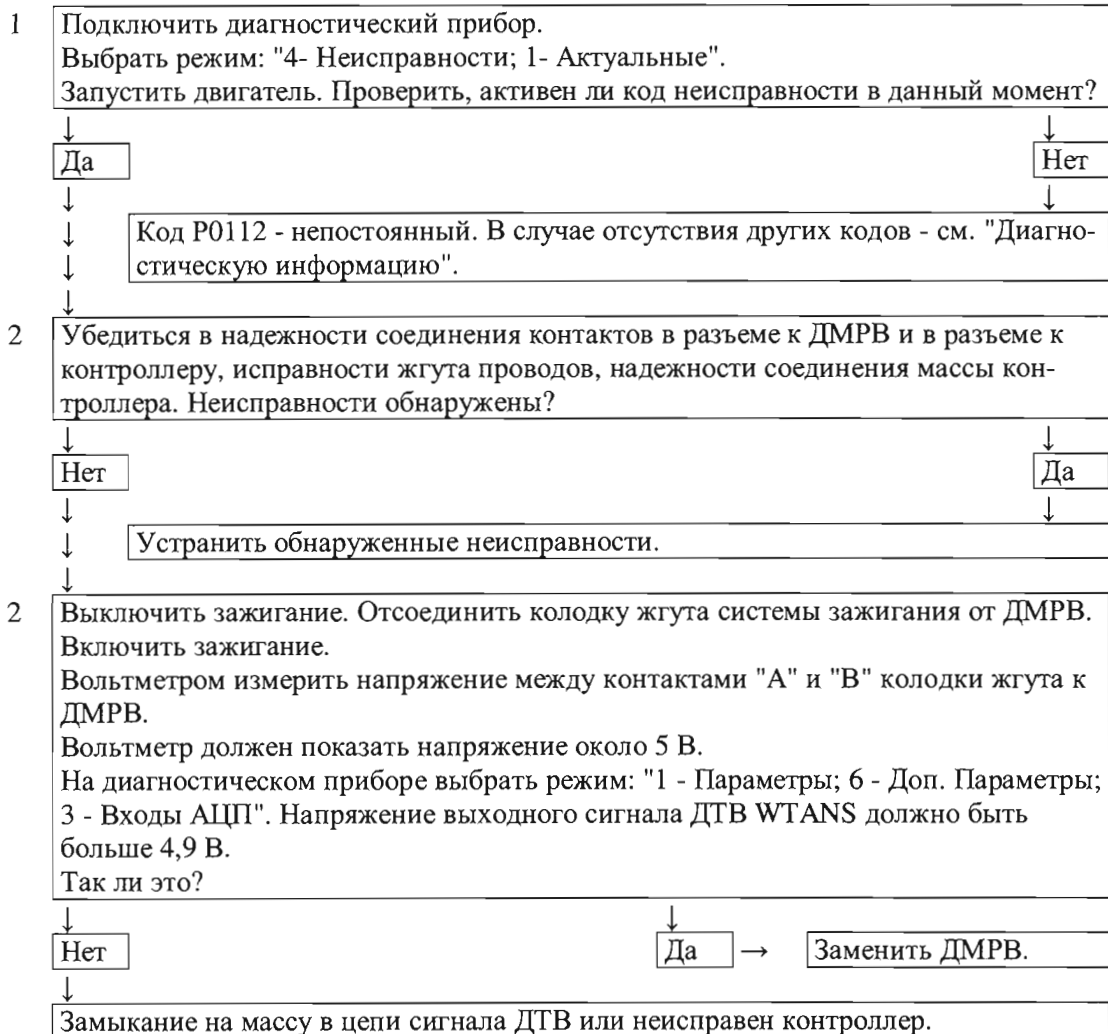 1 Подключить диагностический прибор.
Выбрать режим: "4- Неисправности; 1- Актуальные".
Запустить двигатель. Проверить, активен ли код неисправности в данный момент?
↓ ↓
Да Нет
↓ ↓
↓ Код Р0112 - непостоянный. В случае отсутствия других кодов - см. "Диагно-
↓ стическую информацию".
↓
2 Убедиться в надежности соединения контактов в разъеме к ДМРВ и в разъеме к
контроллеру, исправности жгута проводов, надежности соединения массы кон-
троллера. Неисправности обнаружены?
↓ ↓
Нет Да
↓ ↓
↓ Устранить обнаруженные неисправности.
↓
2 Выключить зажигание. Отсоединить колодку жгута системы зажигания от ДМРВ.
Включить зажигание.
Вольтметром измерить напряжение между контактами "А" и "В" колодки жгута к
ДМРВ.
Вольтметр должен показать напряжение около 5 В.
На диагностическом приборе выбрать режим: "1 - Параметры; 6 - Доп. Параметры;
3 - Входы АЦП". Напряжение выходного сигнала ДТВ WTANS должно быть
больше 4,9 В.
Так ли это?
↓ ↓
Нет Да → Заменить ДМРВ.
↓
Замыкание на массу в цепи сигнала ДТВ или неисправен контроллер.